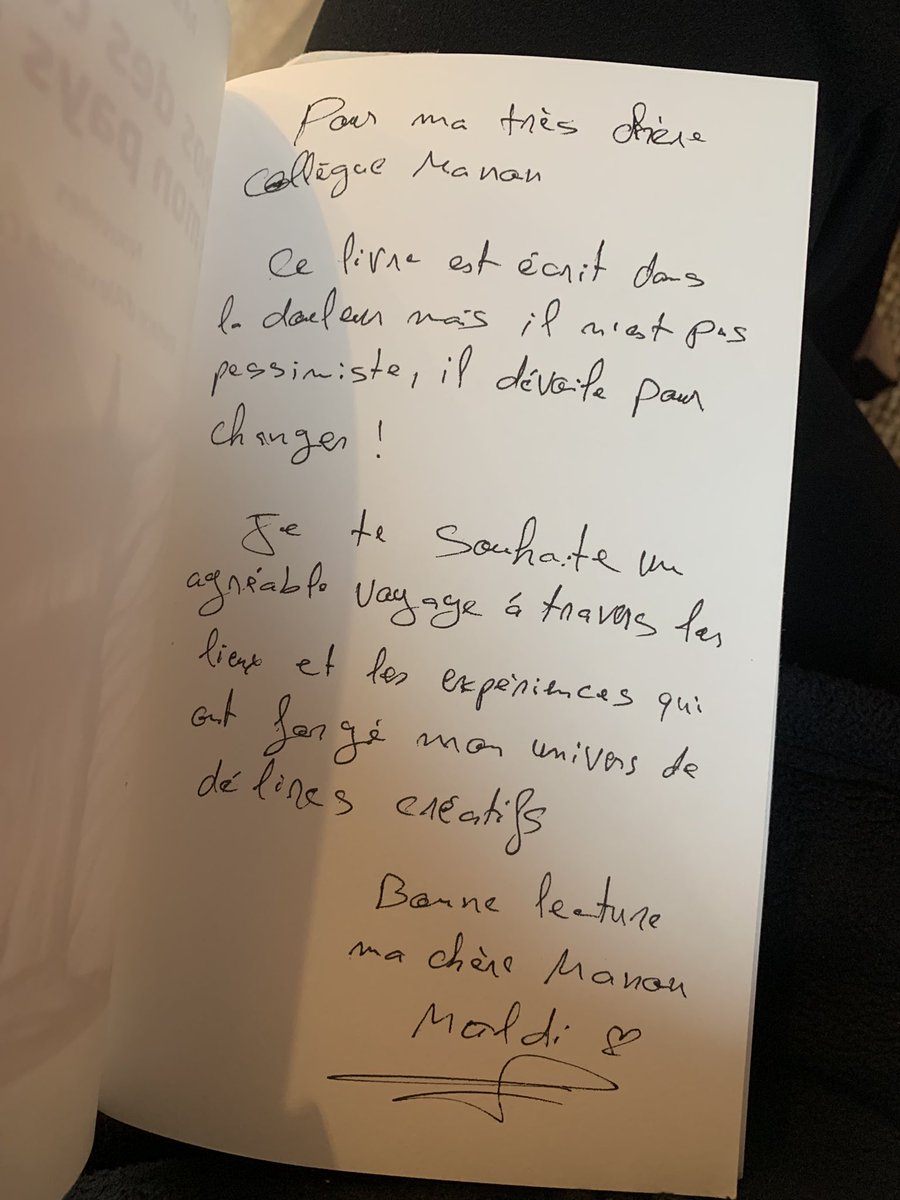 Pour ma très chère
collègue Manon
Ce livre est écrit dans
la douleur mais il n'est pas
pessimiste, il dévoile pour
changer !
Je te souhaite un
agréable voyage à travers les
lieux et les expériences qui
ont forgé mon univers de
délires créatifs
Bonne lecture
ma chère Manon